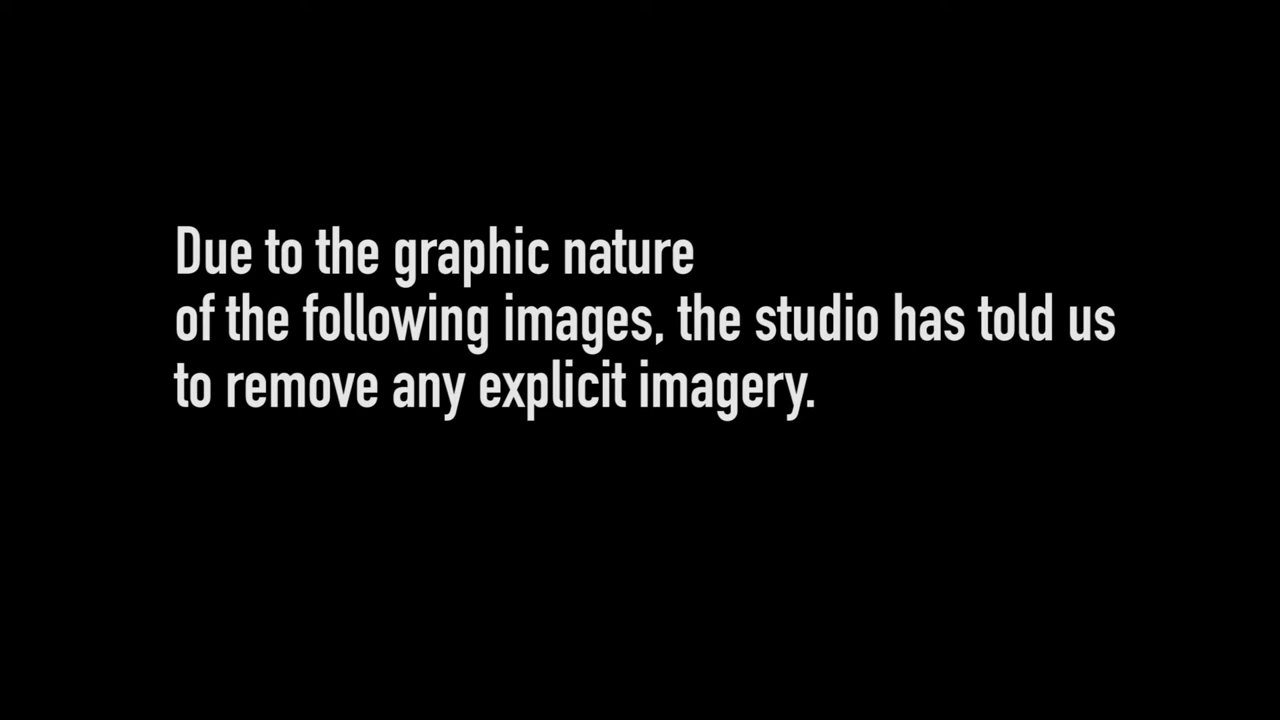 Due to the graphic nature
of the following images, the studio has told us
to remove any explicit imagery.